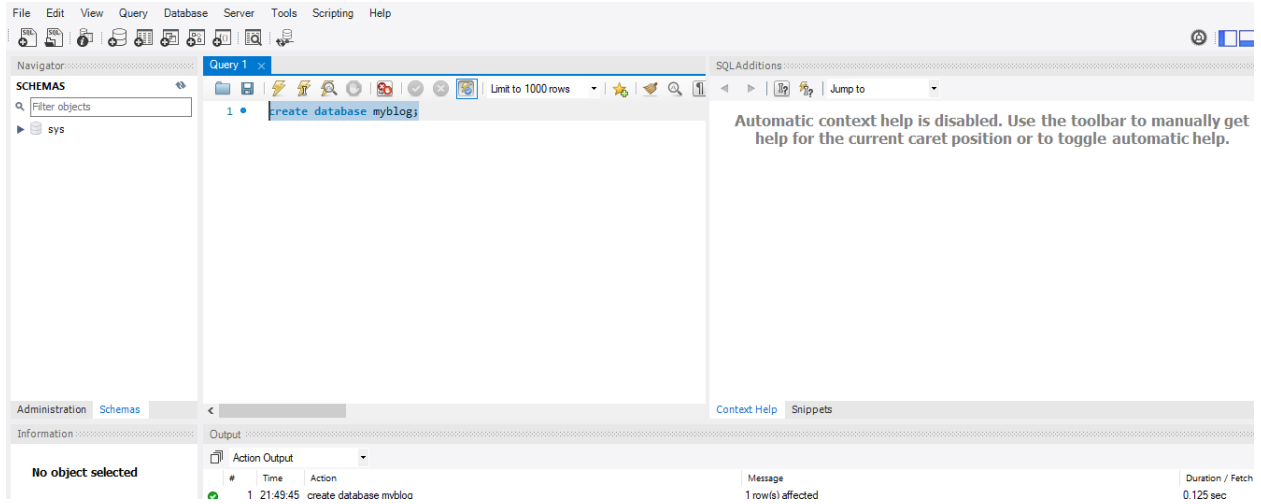 File Edit View Query Database Server Tools Scripting Help
Navigator
SCHEMAS
Filter objects
sys
Administration Schemas
Information
No object selected
Query 1
Limit to 1000 rows
1 create database myblog;
SQLAdditions
Jump to
Automatic context help is disabled. Use the toolbar to manually get
help for the current caret position or to toggle automatic help.
Context Help Snippets
Output
Action Output
# Time Action Message Duration / Fetch
1 21:49:45 create database myblog 1 row(s) affected 0.125 sec